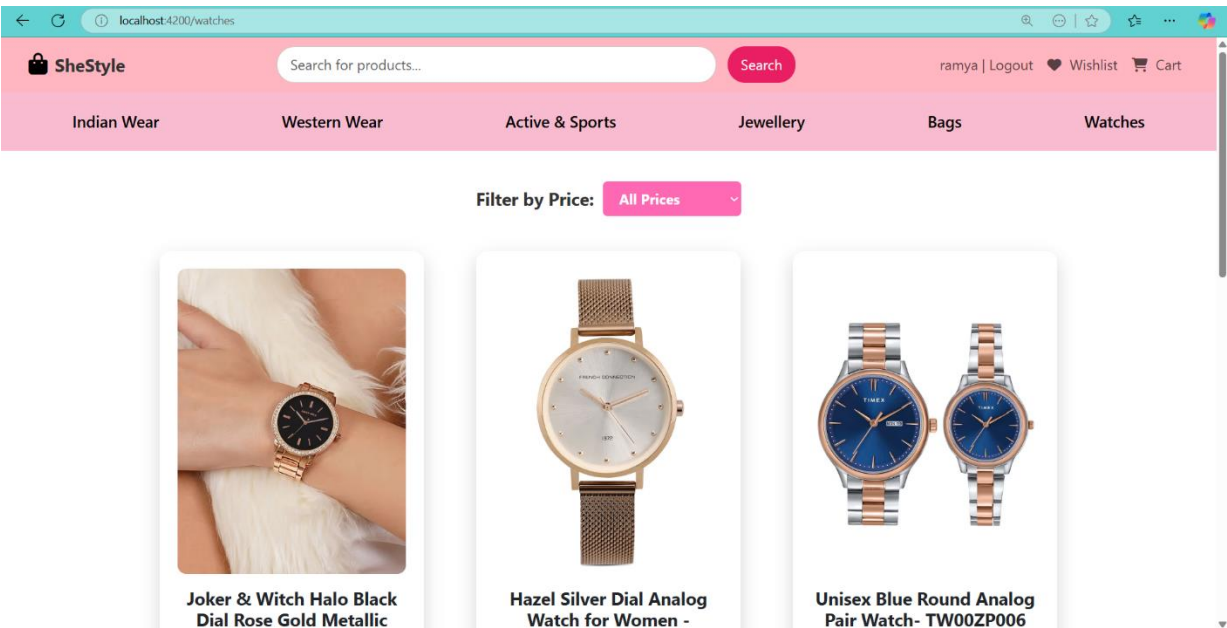 localhost:4200/watches
SheStyle
Search for products...
Search
ramya | Logout
Wishlist
Cart
Indian Wear
Western Wear
Active & Sports
Jewellery
Bags
Watches
Filter by Price:
All Prices
FRENCH CONNECTION
TIMEX
TIMEX
Joker & Witch Halo Black
Dial Rose Gold Metallic
Hazel Silver Dial Analog
Watch for Women -
Unisex Blue Round Analog
Pair Watch- TW00ZP006